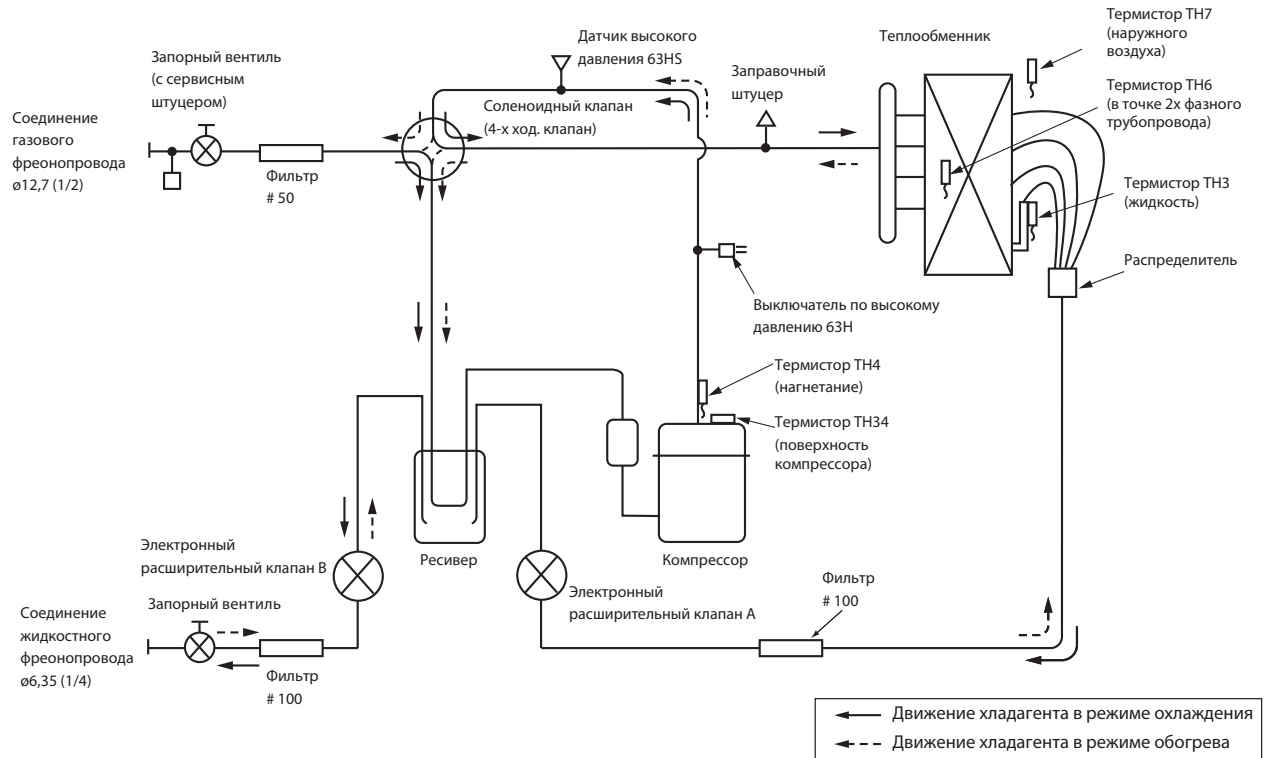 Термистор TH7
(наружного
воздуха)
Датчик высокого
давления 63HS
Теплообменник
Запорный вентиль
(с сервисным
штуцером)
Заправочный
штуцер
Термистор TH6
(в точке 2х фазного
трубопровода)
Соленоидный клапан
(4-х ход. клапан)
Соединение
газового
фреонопровода
ø12,7 (1/2)
Фильтр
# 50
Термистор TH3
(жидкость)
Распределитель
Выключатель по высокому
давлению 63H
Термистор TH4
(нагнетание)
Термистор TH34
(поверхность
компрессора)
Ресивер
Компрессор
Электронный
расширительный клапан B
Электронный
расширительный клапан A
Фильтр
# 100
Запорный вентиль
Соединение
жидкостного
фреонопровода
ø6,35 (1/4)
Фильтр
# 100
Движение хладагента в режиме охлаждения
Движение хладагента в режиме обогрева